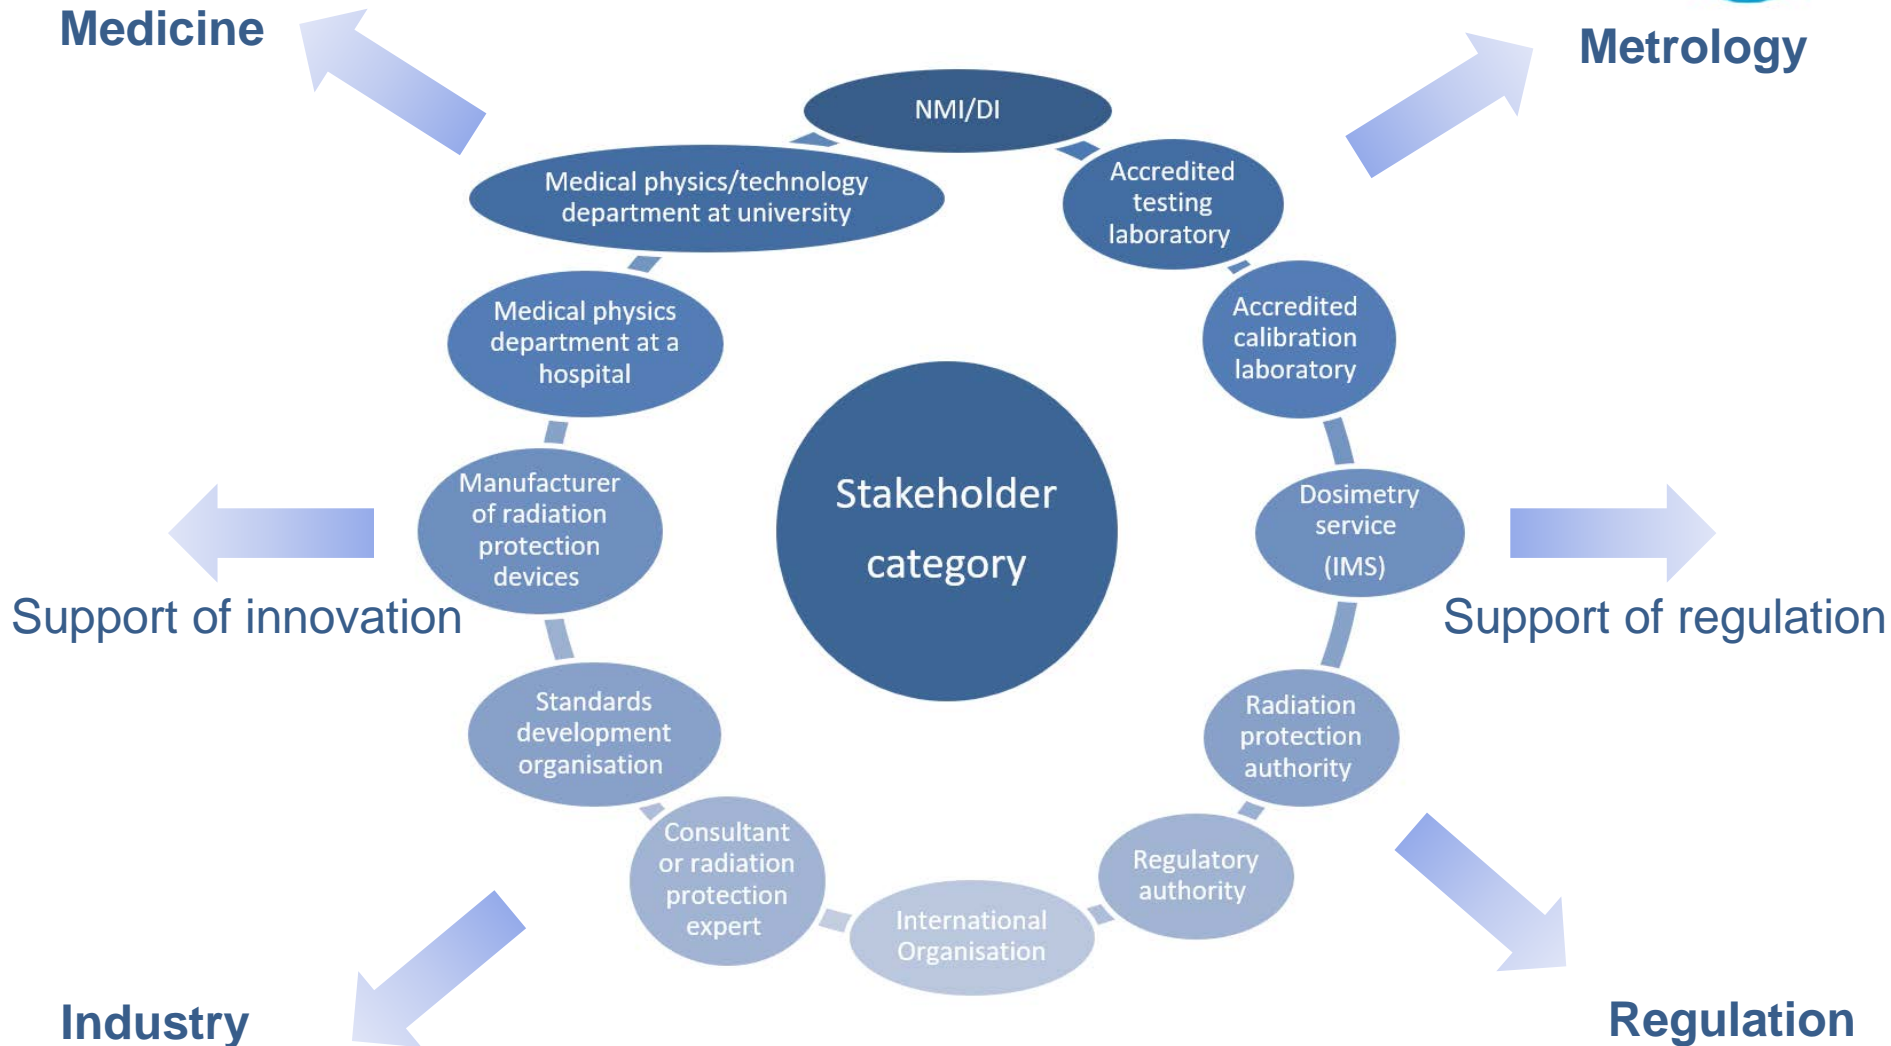 Medicine
Metrology
NMI/DI
Medical physics/technology
department at university
Accredited
testing
laboratory
Medical physics
department at a
hospital
Accredited
calibration
laboratory
Manufacturer
of radiation
protection
devices
Stakeholder
category
Dosimetry
service
(IMS)
Support of innovation
Support of regulation
Standards
development
organisation
Radiation
protection
authority
Consultant
or radiation
protection
expert
International
Organisation
Regulatory
authority
Industry
Regulation